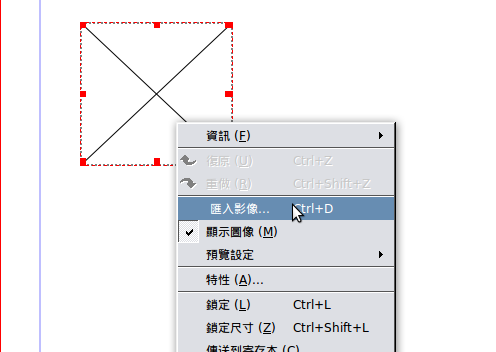 資訊 (F)
復原 (U) Ctrl+Z
重做 (R) Ctrl+Shift+Z
匯入影像... Ctrl+D
顯示圖像 (M)
預覽設定
特性 (A)...
鎖定 (L) Ctrl+L
鎖定尺寸 (Z) Ctrl+Shift+L
傳送到寄存本 (C)